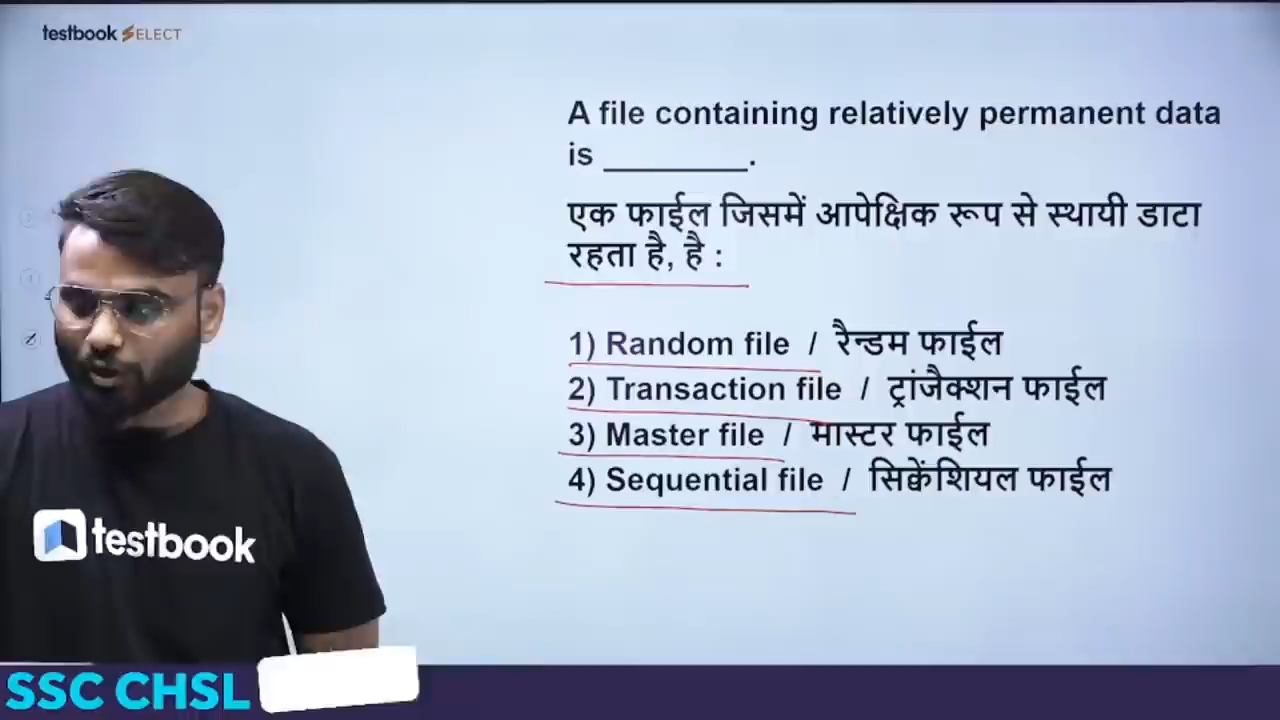 testbook SELECT
A file containing relatively permanent data
is ________.
एक फाईल जिसमें आपेक्षिक रूप से स्थायी डाटा
रहता है, है :
1) Random file / रैन्डम फाईल
2) Transaction file / ट्रांजैक्शन फाईल
3) Master file / मास्टर फाईल
4) Sequential file / सिक्वेंशियल फाईल
testbook
SSC CHSL